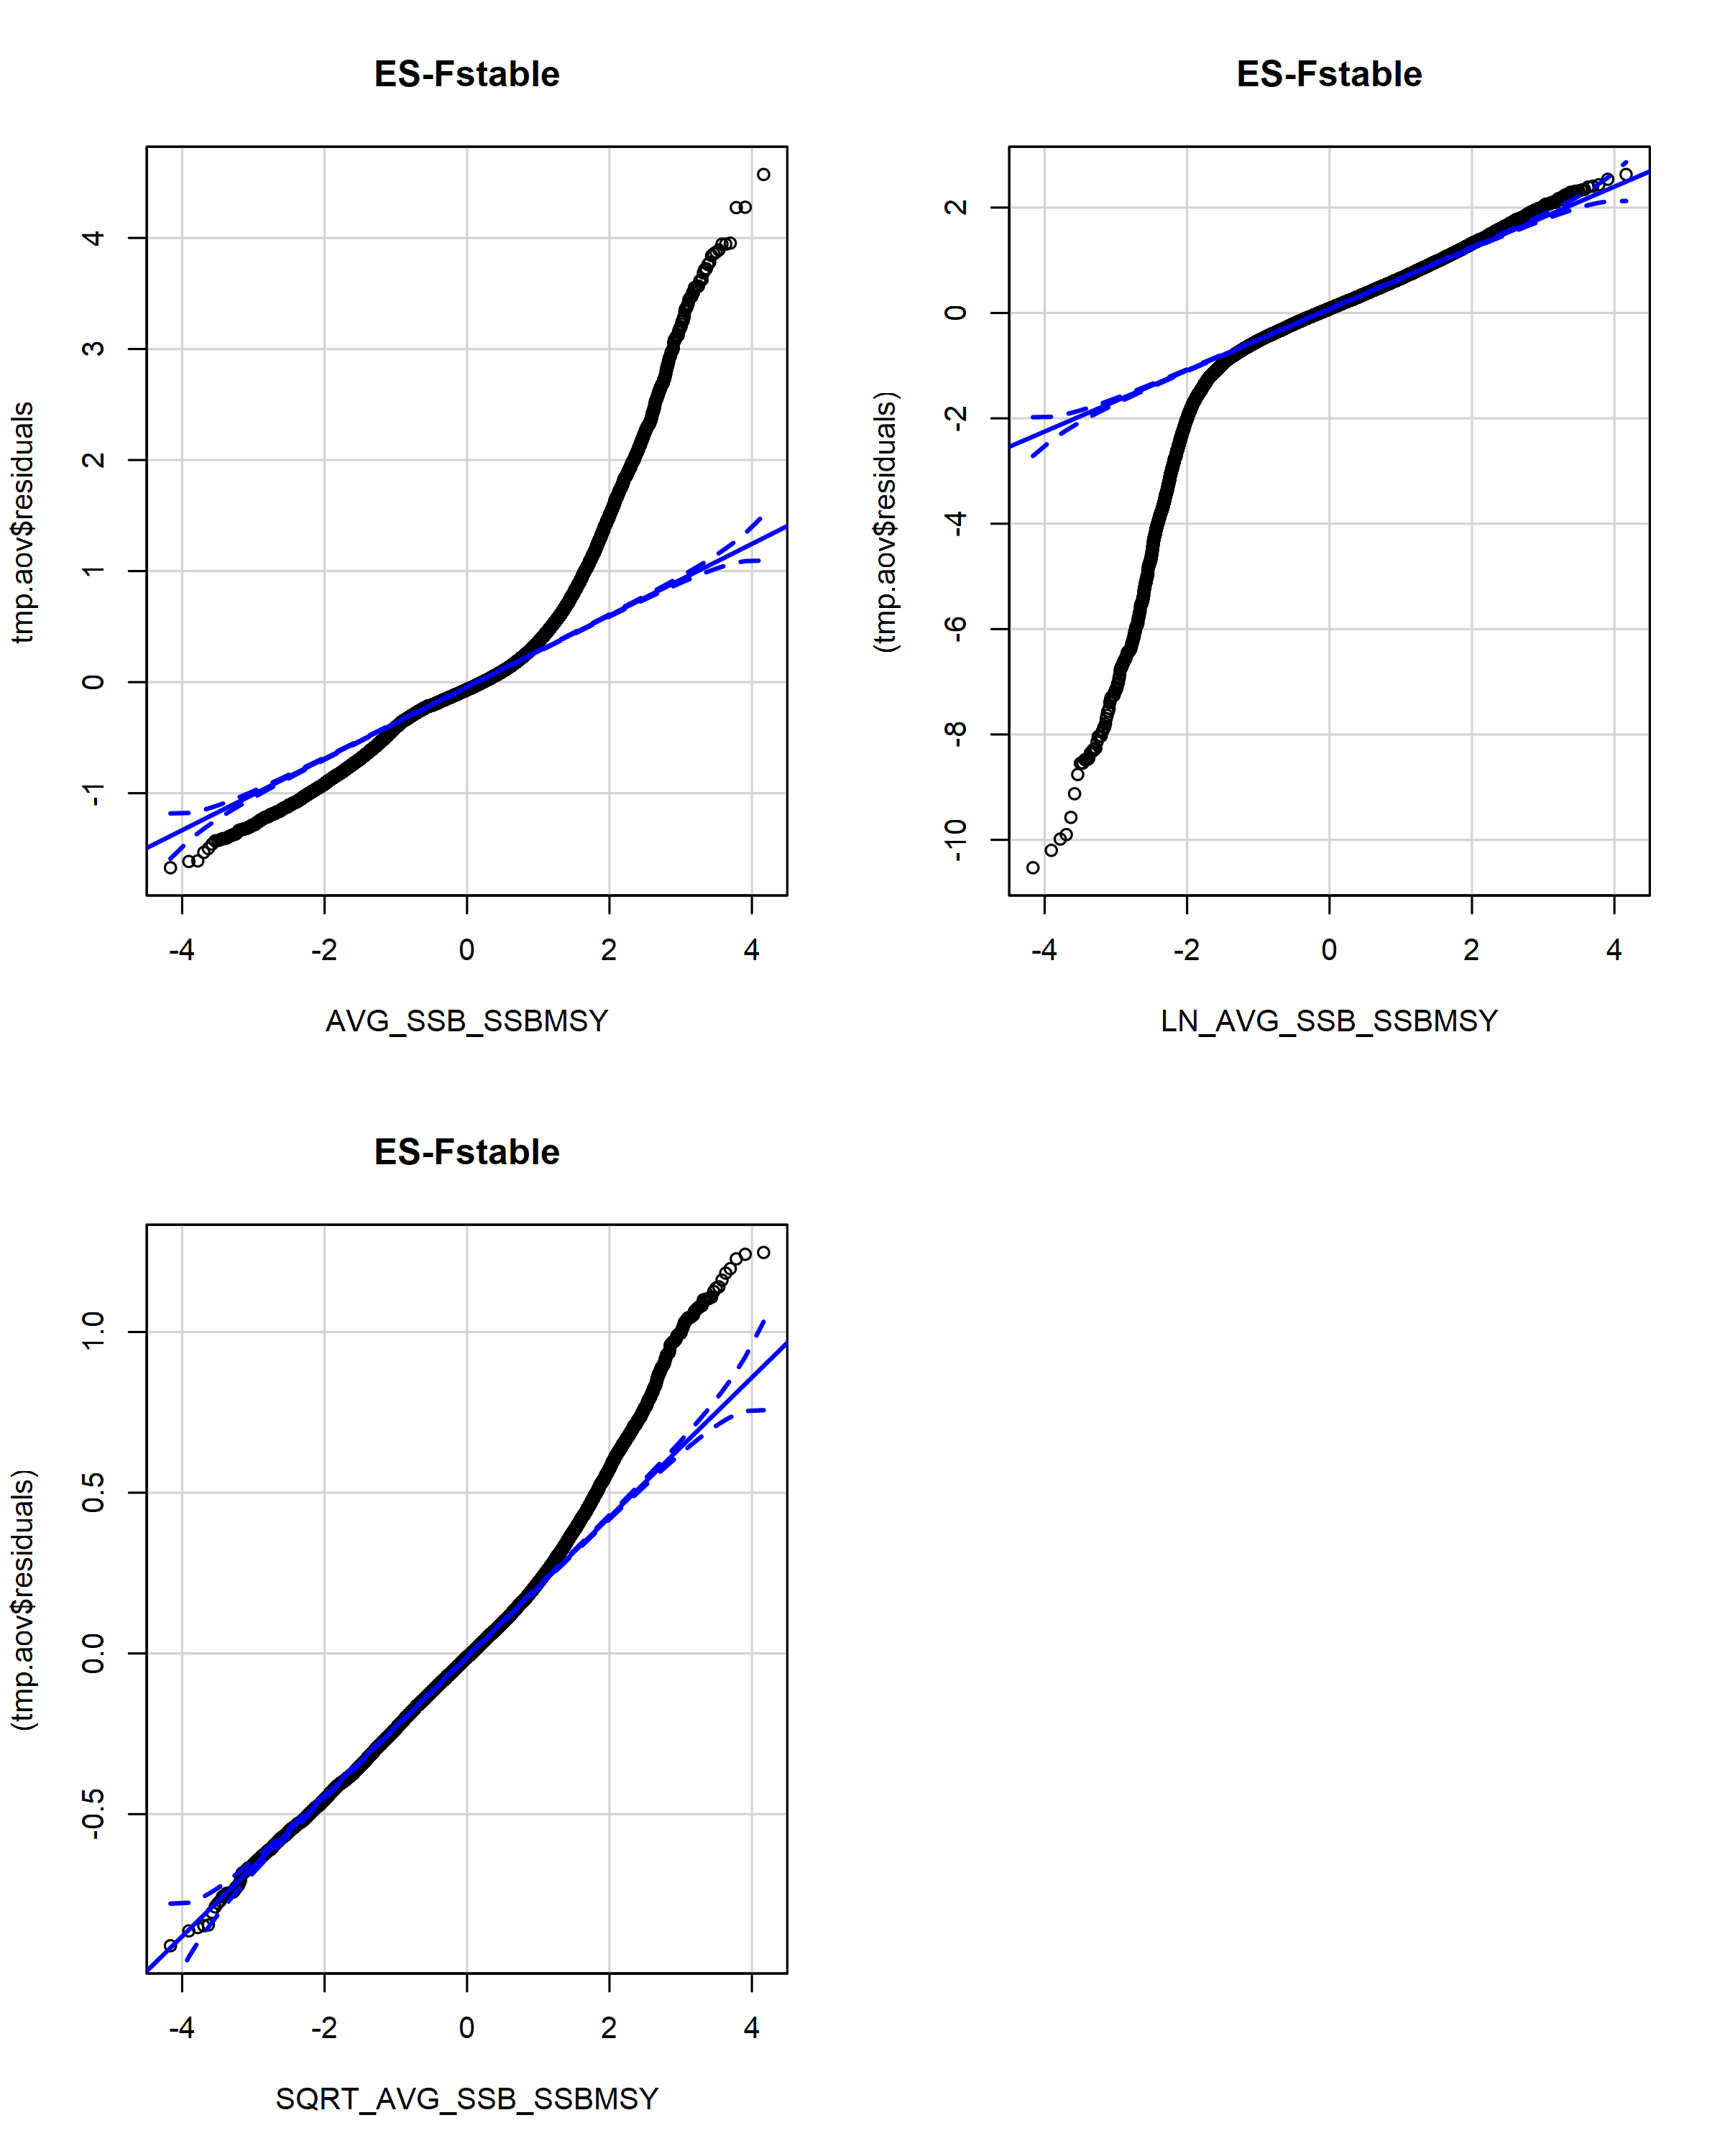 ES-Fstable
tmp.aov$residuals
4
3
2
1
0
-1
-4 -2 0 2 4
AVG_SSB_SSBMSY
ES-Fstable
(tmp.aov$residuals)
2
0
-2
-4
-6
-8
-10
-4 -2 0 2 4
LN_AVG_SSB_SSBMSY
ES-Fstable
(tmp.aov$residuals)
1.0
0.5
0.0
-0.5
-4 -2 0 2 4
SQRT_AVG_SSB_SSBMSY